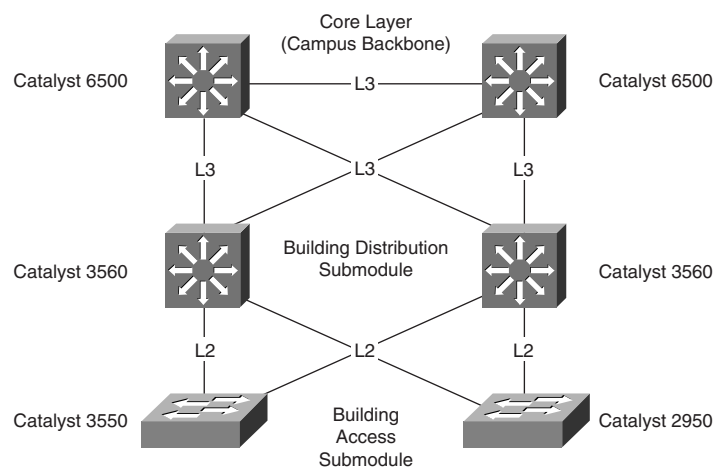 Core Layer
(Campus Backbone)
Catalyst 6500
Catalyst 6500
L3
L3
L3
L3
Building Distribution
Submodule
Catalyst 3560
Catalyst 3560
L2
L2
L2
Catalyst 3550
Building
Access
Submodule
Catalyst 2950